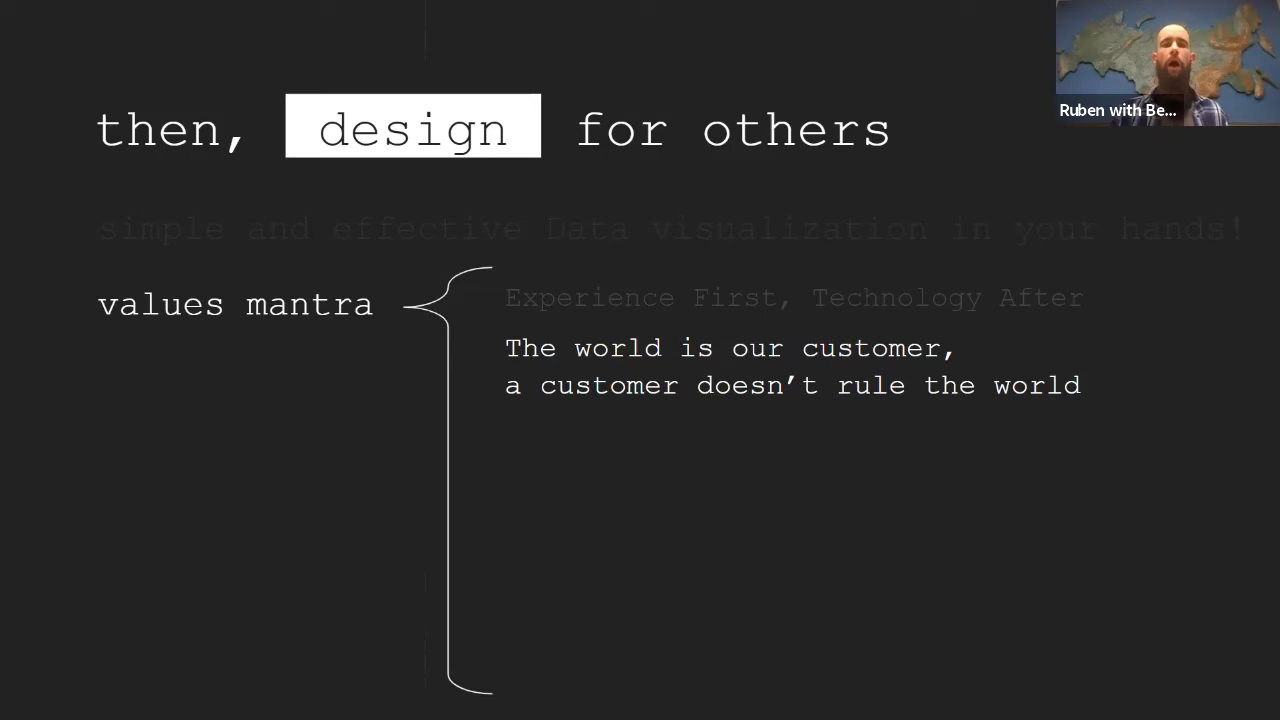 then, design for others
Ruben with Be...
simple and effective Data visualization in your hands!
values mantra
Experience First, Technology After
The world is our customer,
a customer doesn’t rule the world